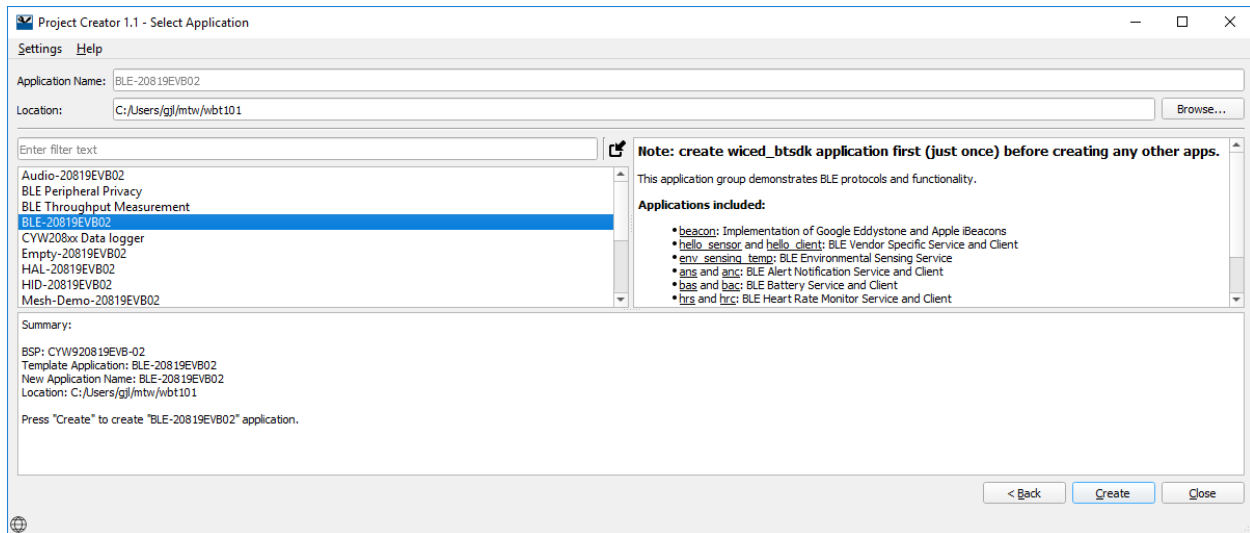 Project Creator 1.1 - Select Application
Settings Help
Application Name: BLE-20819EVB02
Location: C:/Users/gjl/mtw/wbt101 Browse...
Enter filter text
Audio-20819EVB02
BLE Peripheral Privacy
BLE Throughput Measurement
BLE-20819EVB02
CYW208xx Data logger
Empty-20819EVB02
HAL-20819EVB02
HID-20819EVB02
Mesh-Demo-20819EVB02
Note: create wiced_btsdk application first (just once) before creating any other apps.
This application group demonstrates BLE protocols and functionality.
Applications included:
• beacon: Implementation of Google Eddystone and Apple iBeacons
• hello_sensor and hello_client: BLE Vendor Specific Service and Client
• env_sensing_temp: BLE Environmental Sensing Service
• ans and anc: BLE Alert Notification Service and Client
• bas and bac: BLE Battery Service and Client
• hrs and hrc: BLE Heart Rate Monitor Service and Client
Summary:
BSP: CYW920819EVB-02
Template Application: BLE-20819EVB02
New Application Name: BLE-20819EVB02
Location: C:/Users/gjl/mtw/wbt101
Press "Create" to create "BLE-20819EVB02" application.
< Back Create Close